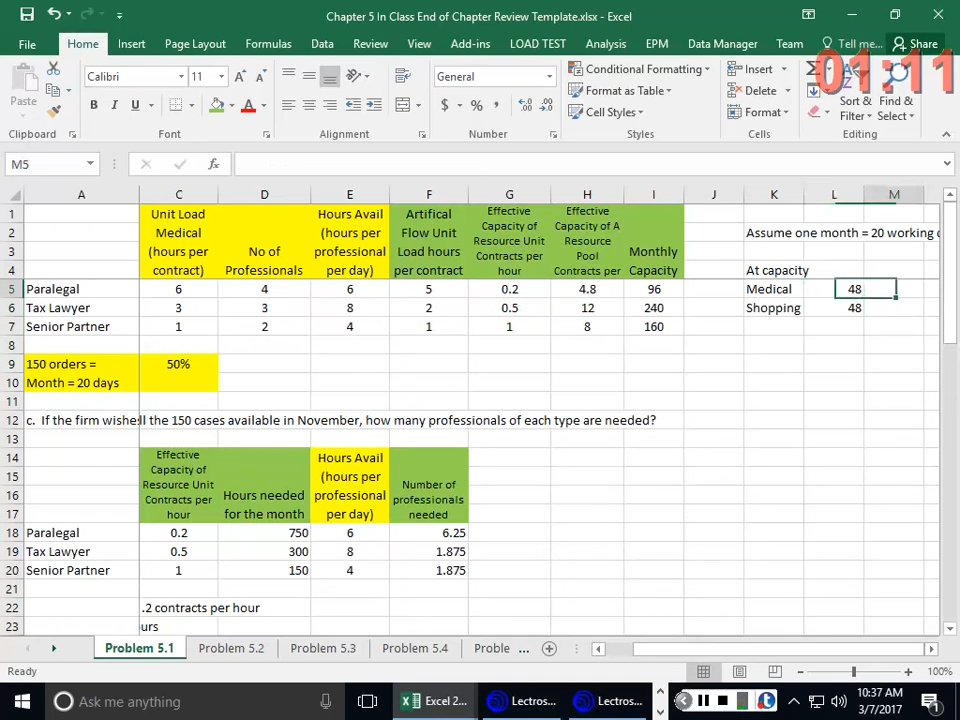 Chapter 5 In Class End of Chapter Review Template.xlsx - Excel
File Home Insert Page Layout Formulas Data Review View Add-ins LOAD TEST Analysis EPM Data Manager Team Tell me... Share
01:11
Paste
Calibri 11
B I U
General
$ % ,
Conditional Formatting
Format as Table
Cell Styles
Insert
Delete
Format
Sort & Filter
Find & Select
Clipboard Font Alignment Number Styles Cells Editing
M5 fx
A C D E F G H I J K L M
1 2 3 4
Unit Load Medical (hours per contract)
No of Professionals
Hours Avail (hours per professional per day)
Artifical Flow Unit Load hours per contract
Effective Capacity of Resource Unit Contracts per hour
Effective Capacity of A Resource Pool Contracts per
Monthly Capacity
Assume one month = 20 working
At capacity
5 Paralegal 6 4 6 5 0.2 4.8 96 Medical 48
6 Tax Lawyer 3 3 8 2 0.5 12 240 Shopping 48
7 Senior Partner 1 2 4 1 1 8 160
8
9 150 orders = 50%
10 Month = 20 days
11
12 c. If the firm wishell the 150 cases available in November, how many professionals of each type are needed?
13
14 15 16 17
Effective Capacity of Resource Unit Contracts per hour
Hours needed for the month
Hours Avail (hours per professional per day)
Number of professionals needed
18 Paralegal 0.2 750 6 6.25
19 Tax Lawyer 0.5 300 8 1.875
20 Senior Partner 1 150 4 1.875
21
22 .2 contracts per hour
23 ours
Problem 5.1 Problem 5.2 Problem 5.3 Problem 5.4 Proble ...
Ready 100%
Ask me anything
Excel 2...
Lectros...
Lectros...
10:37 AM
3/7/2017
1